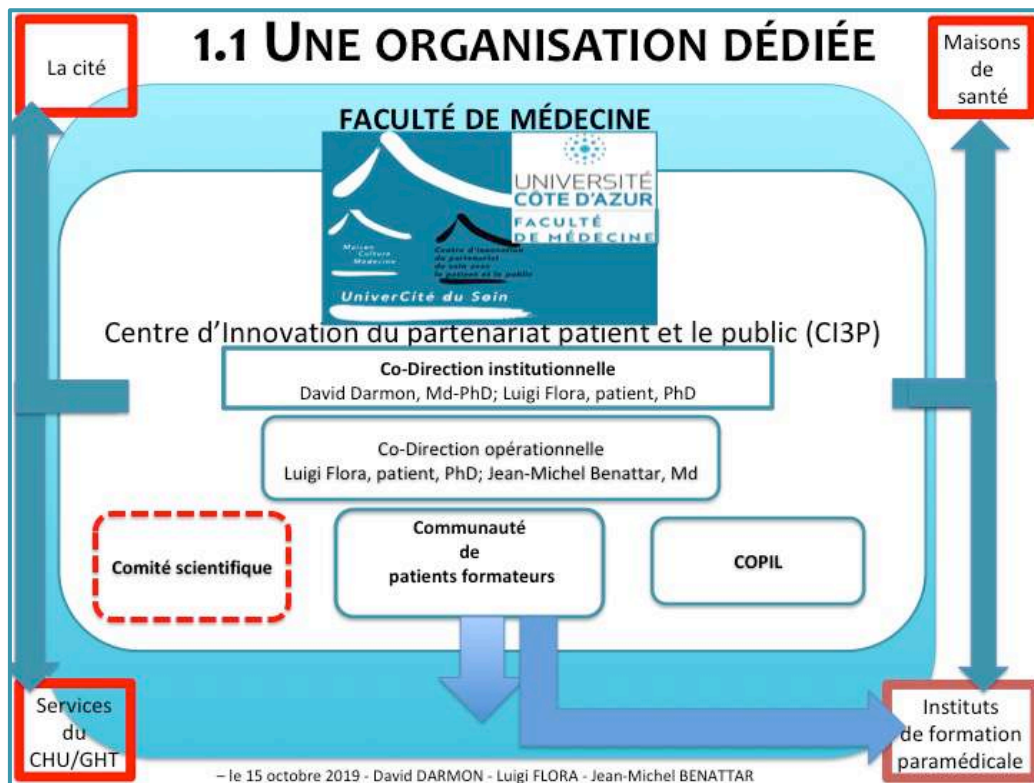 1.1 UNE ORGANISATION DÉDIÉE
La cité
Maisons
de
santé
FACULTÉ DE MÉDECINE
UNIVERSITÉ
CÔTE D'AZUR
FACULTÉ
DE MÉDECINE
Maison
Culture
Médecine
Centre d'innovation
du partenariat
de soin avec
le patient et le public
UniverCité du Soin
Centre d'Innovation du partenariat patient et le public (CI3P)
Co-Direction institutionnelle
David Darmon, Md-PhD; Luigi Flora, patient, PhD
Co-Direction opérationnelle
Luigi Flora, patient, PhD; Jean-Michel Benattar, Md
Comité scientifique
Communauté
de
patients formateurs
COPIL
Services
du
CHU/GHT
Instituts
de formation
paramédicale
– le 15 octobre 2019 - David DARMON - Luigi FLORA - Jean-Michel BENATTAR